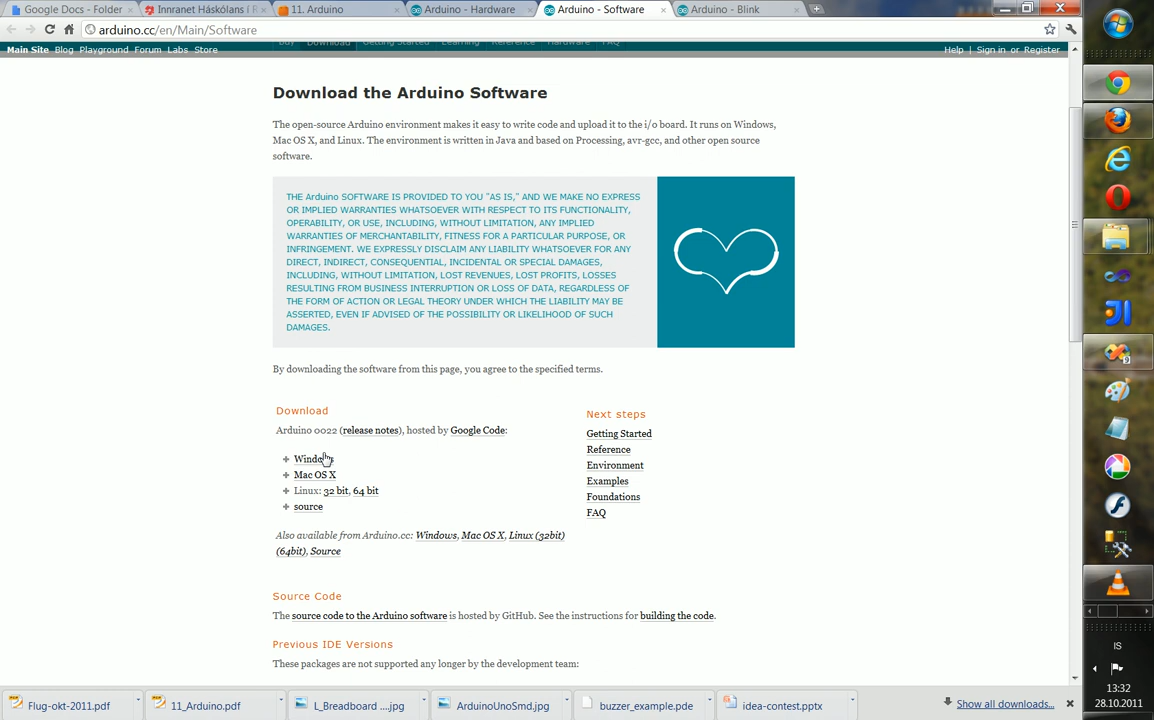 Google Docs - Folder
Innranet Háskólans í R
11. Arduino
Arduino - Hardware
Arduino - Software
Arduino - Blink
arduino.cc/en/Main/Software
Buy Download Getting Started Learning Reference Hardware FAQ
Main Site Blog Playground Forum Labs Store
Help | Sign in or Register
Download the Arduino Software
The open-source Arduino environment makes it easy to write code and upload it to the i/o board. It runs on Windows,
Mac OS X, and Linux. The environment is written in Java and based on Processing, avr-gcc, and other open source
software.
THE Arduino SOFTWARE IS PROVIDED TO YOU "AS IS," AND WE MAKE NO EXPRESS
OR IMPLIED WARRANTIES WHATSOEVER WITH RESPECT TO ITS FUNCTIONALITY,
OPERABILITY, OR USE, INCLUDING, WITHOUT LIMITATION, ANY IMPLIED
WARRANTIES OF MERCHANTABILITY, FITNESS FOR A PARTICULAR PURPOSE, OR
INFRINGEMENT. WE EXPRESSLY DISCLAIM ANY LIABILITY WHATSOEVER FOR ANY
DIRECT, INDIRECT, CONSEQUENTIAL, INCIDENTAL OR SPECIAL DAMAGES,
INCLUDING, WITHOUT LIMITATION, LOST REVENUES, LOST PROFITS, LOSSES
RESULTING FROM BUSINESS INTERRUPTION OR LOSS OF DATA, REGARDLESS OF
THE FORM OF ACTION OR LEGAL THEORY UNDER WHICH THE LIABILITY MAY BE
ASSERTED, EVEN IF ADVISED OF THE POSSIBILITY OR LIKELIHOOD OF SUCH
DAMAGES.
By downloading the software from this page, you agree to the specified terms.
Download
Arduino 0022 (release notes), hosted by Google Code:
Windows
Mac OS X
Linux: 32 bit, 64 bit
source
Also available from Arduino.cc: Windows, Mac OS X, Linux (32bit)
(64bit), Source
Next steps
Getting Started
Reference
Environment
Examples
Foundations
FAQ
Source Code
The source code to the Arduino software is hosted by GitHub. See the instructions for building the code.
Previous IDE Versions
These packages are not supported any longer by the development team:
Flug-okt-2011.pdf
11_Arduino.pdf
L_Breadboard ....jpg
ArduinoUnoSmd.jpg
buzzer_example.pde
idea-contest.pptx
Show all downloads...
IS
13:32
28.10.2011